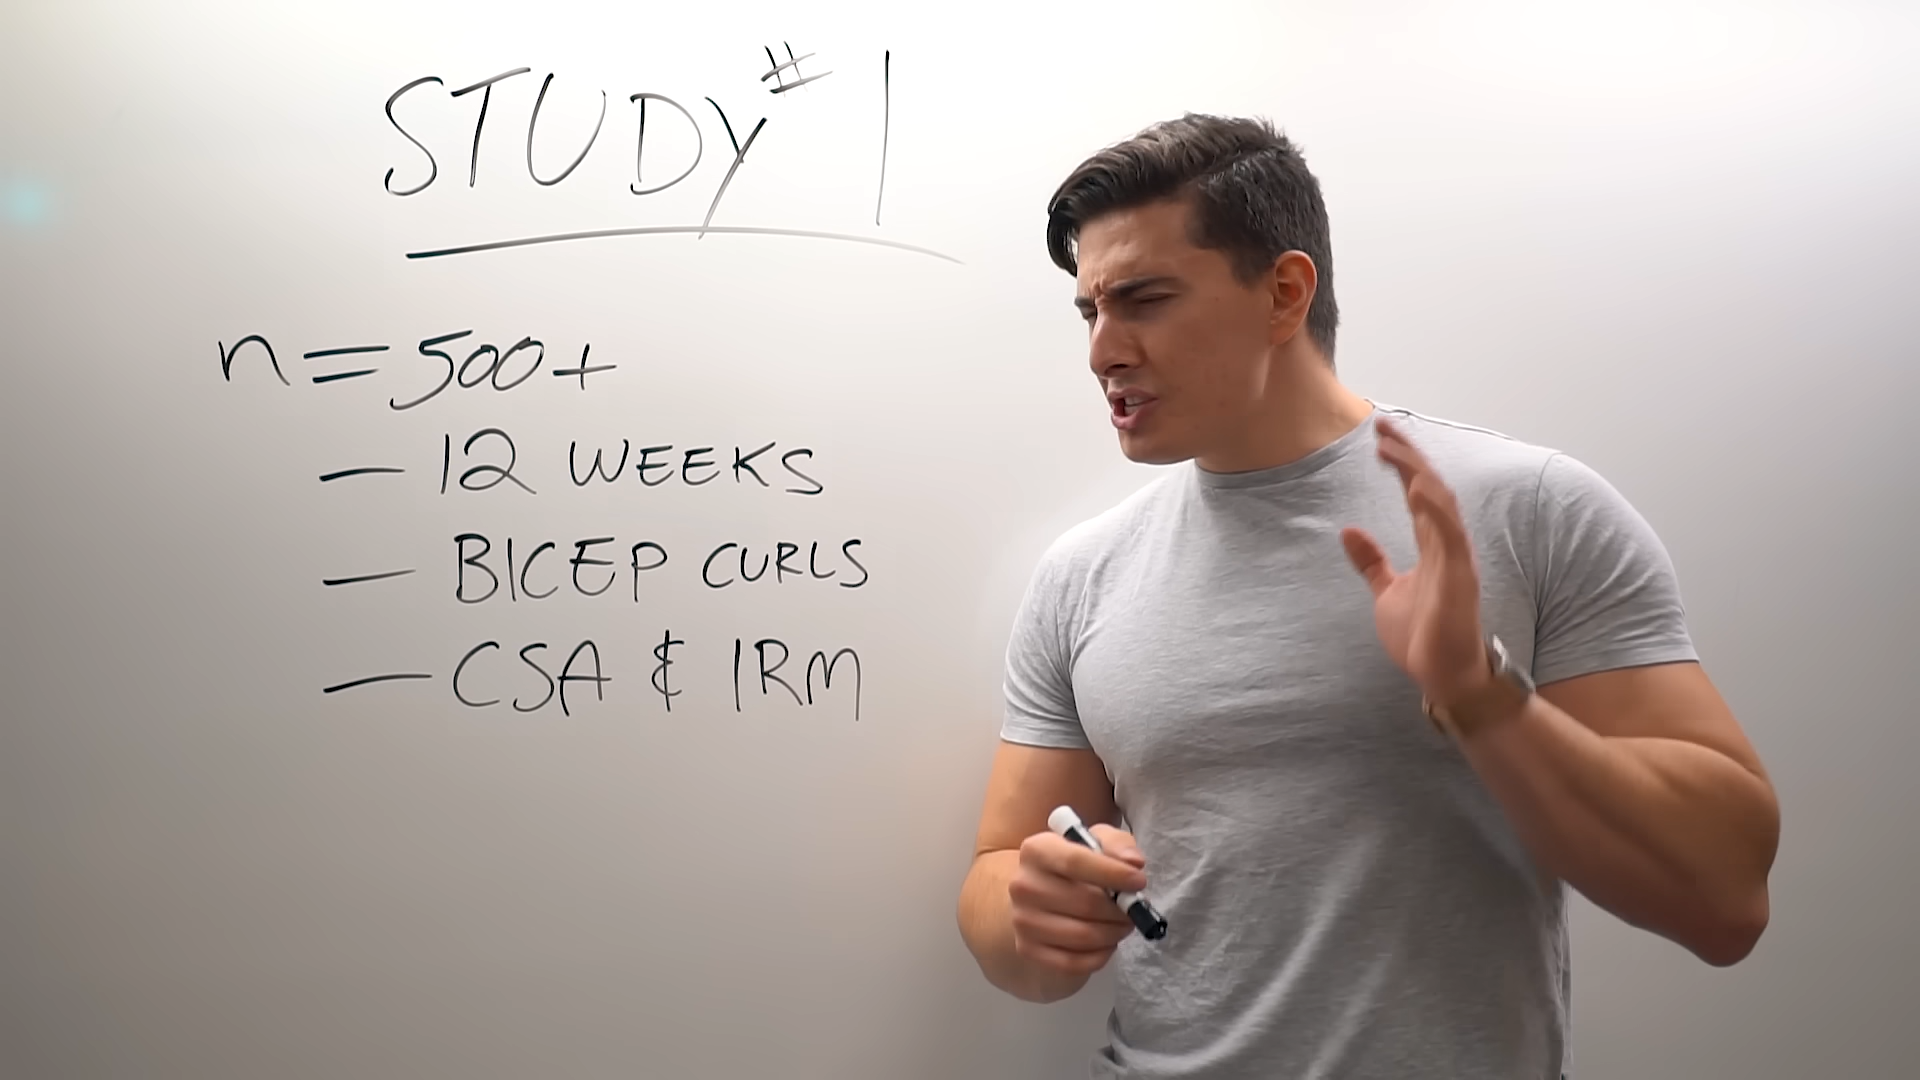 STUDY #1
n = 500+
- 12 WEEKS
- BICEP CURLS
- CSA & 1RM